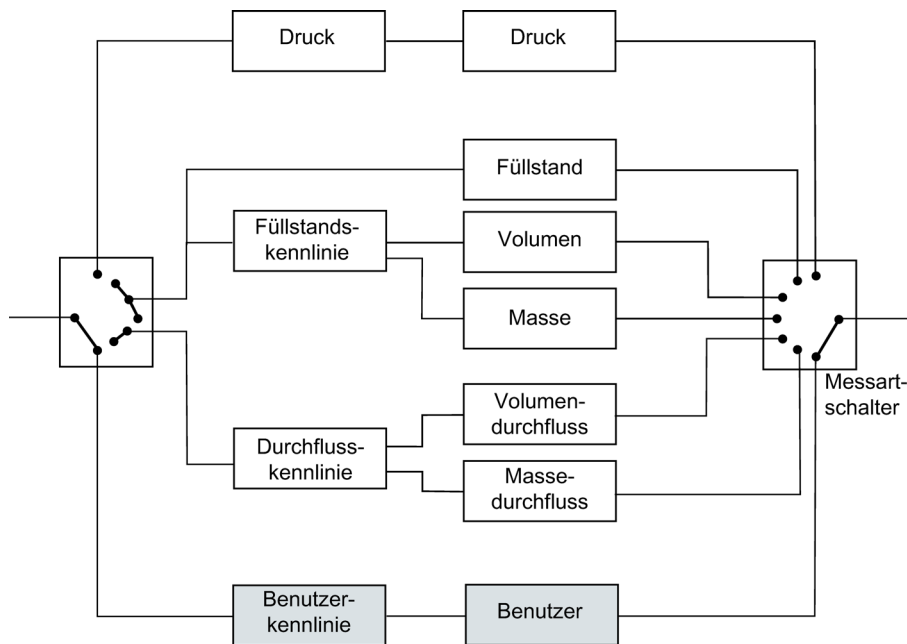 Druck
Druck
Füllstand
Füllstands-
kennlinie
Volumen
Masse
Messart-
schalter
Volumen-
durchfluss
Durchfluss-
kennlinie
Masse-
durchfluss
Benutzer-
kennlinie
Benutzer